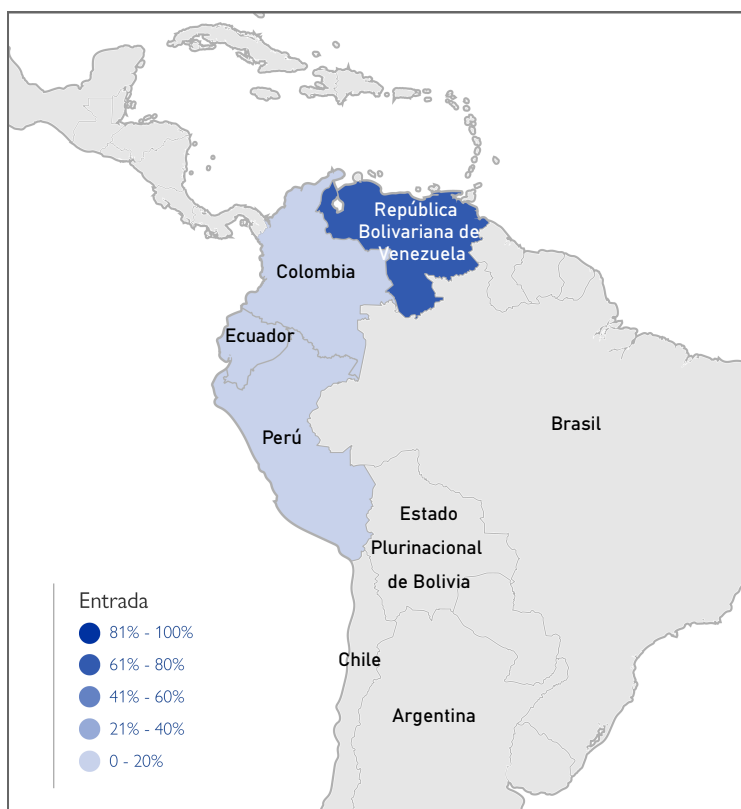 República
Bolivariana de
Venezuela
Colombia
Ecuador
Perú
Brasil
Estado
Plurinacional
de Bolivia
Chile
Argentina
Entrada
81% - 100%
61% - 80%
41% - 60%
21% - 40%
0 - 20%